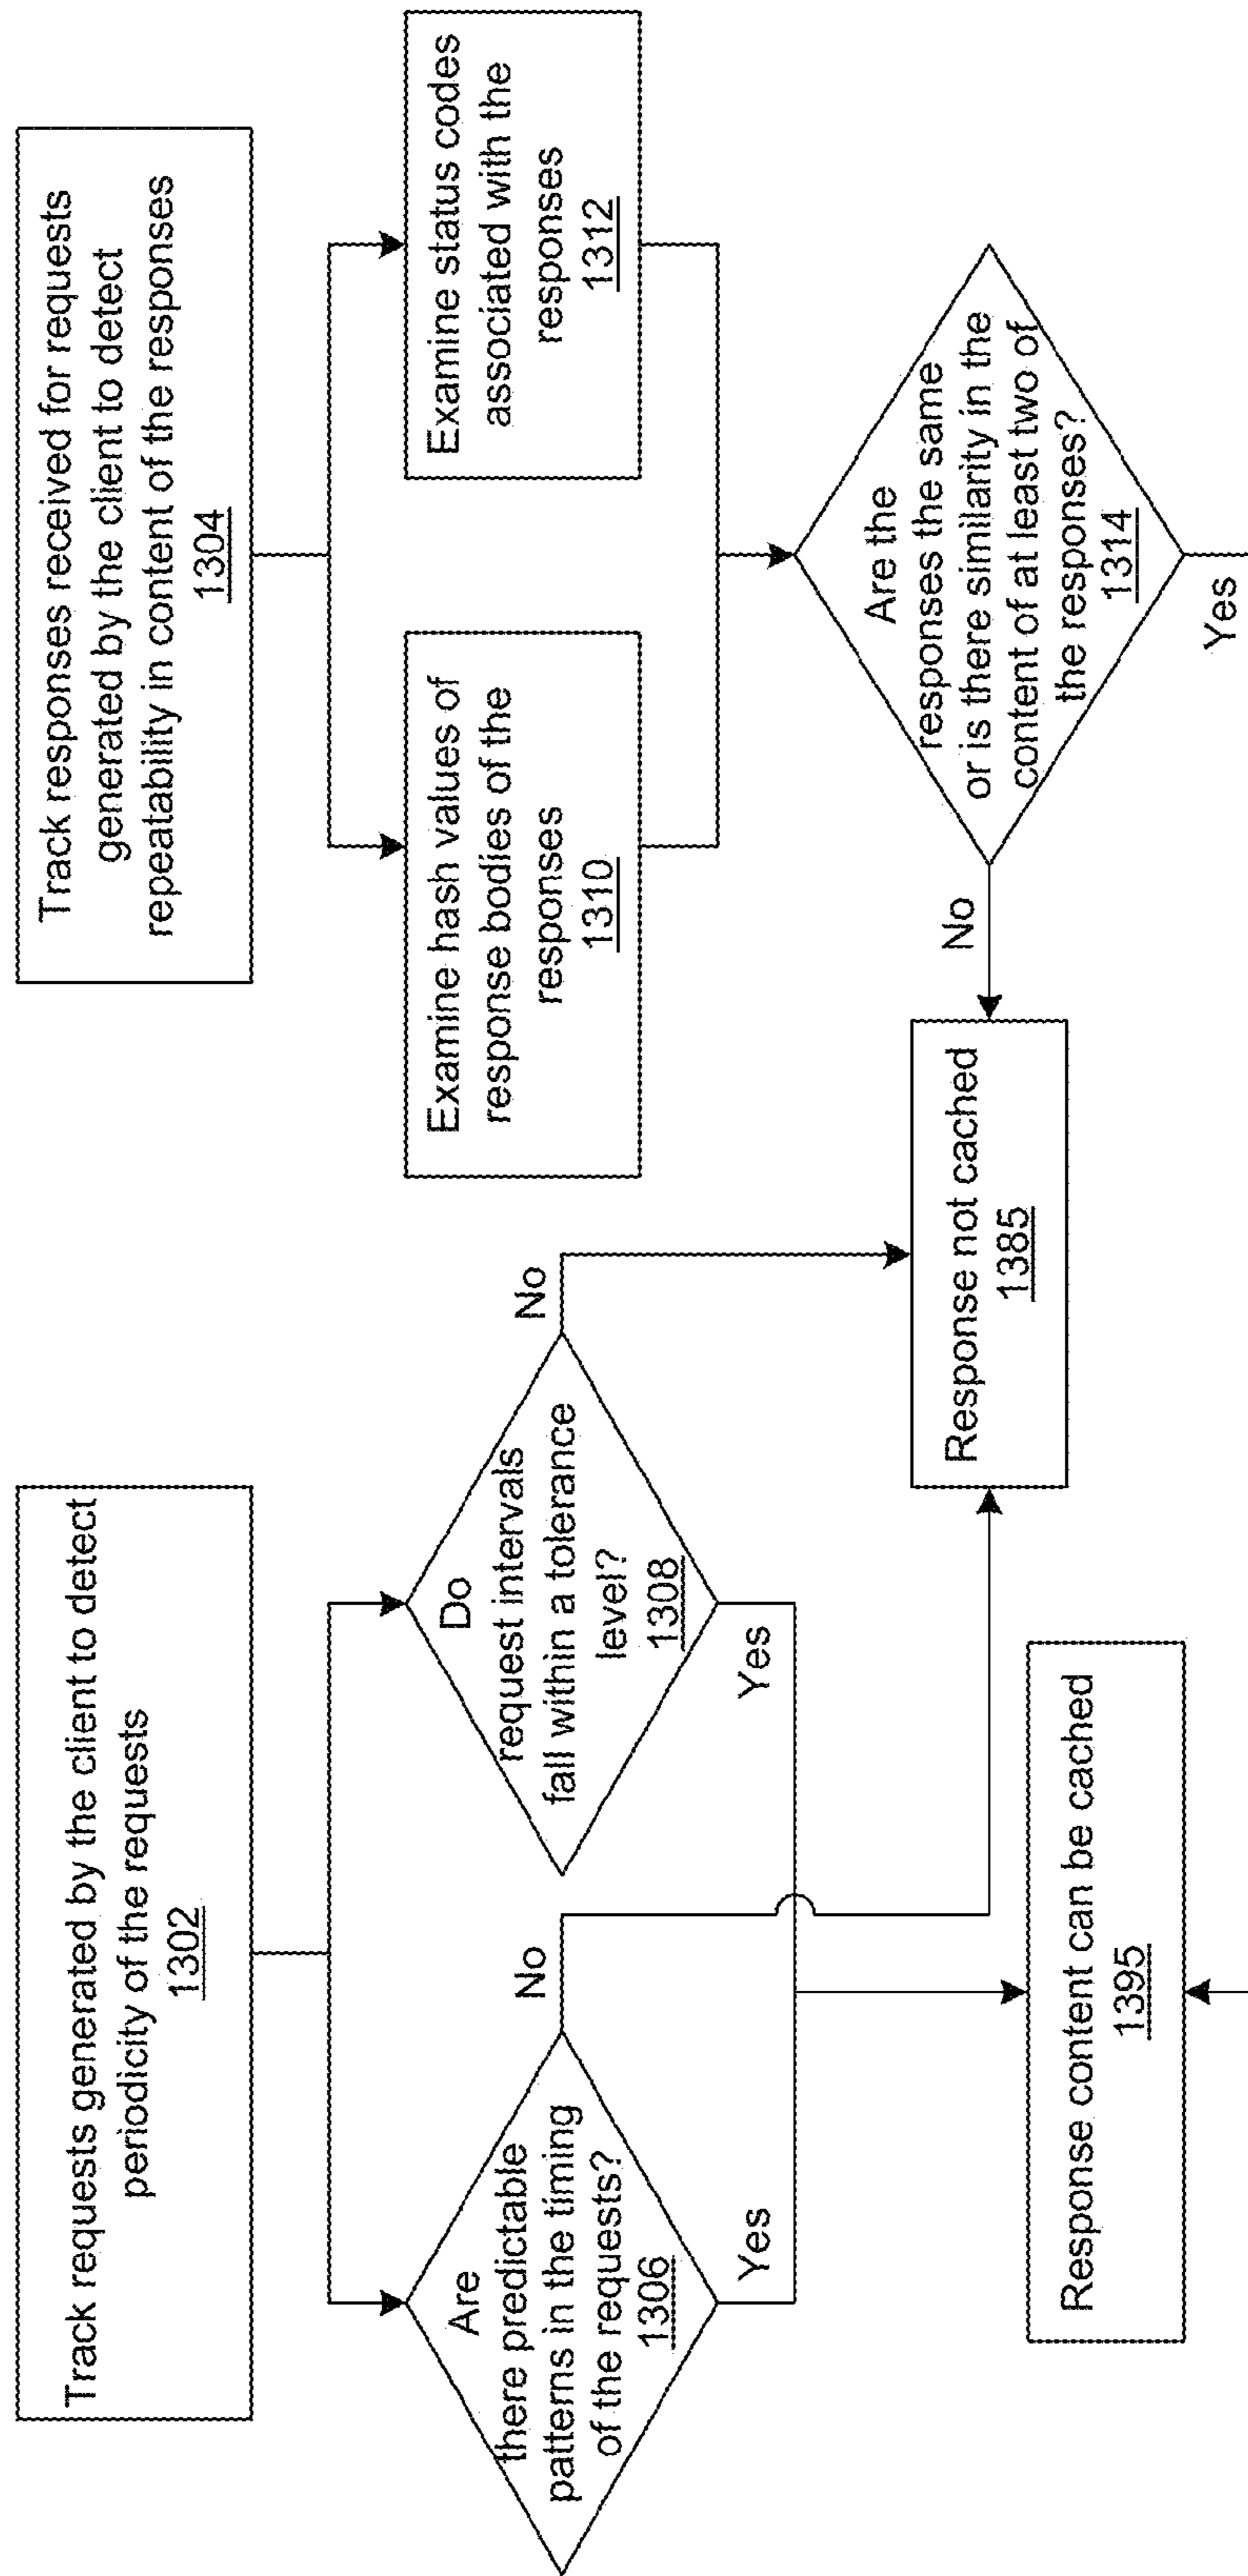 Track requests generated by the client to detect
periodicity of the requests
1302
Are
there predictable
patterns in the timing
of the requests?
1306
No
Yes
Do
request intervals
fall within a tolerance
level?
1308
No
Yes
Response content can be cached
1395
Response not cached
1385
Track responses received for requests
generated by the client to detect
repeatability in content of the responses
1304
Examine hash values of
response bodies of the
responses
1310
Examine status codes
associated with the
responses
1312
Are the
responses the same
or is there similarity in the
content of at least two of
the responses?
1314
No
Yes